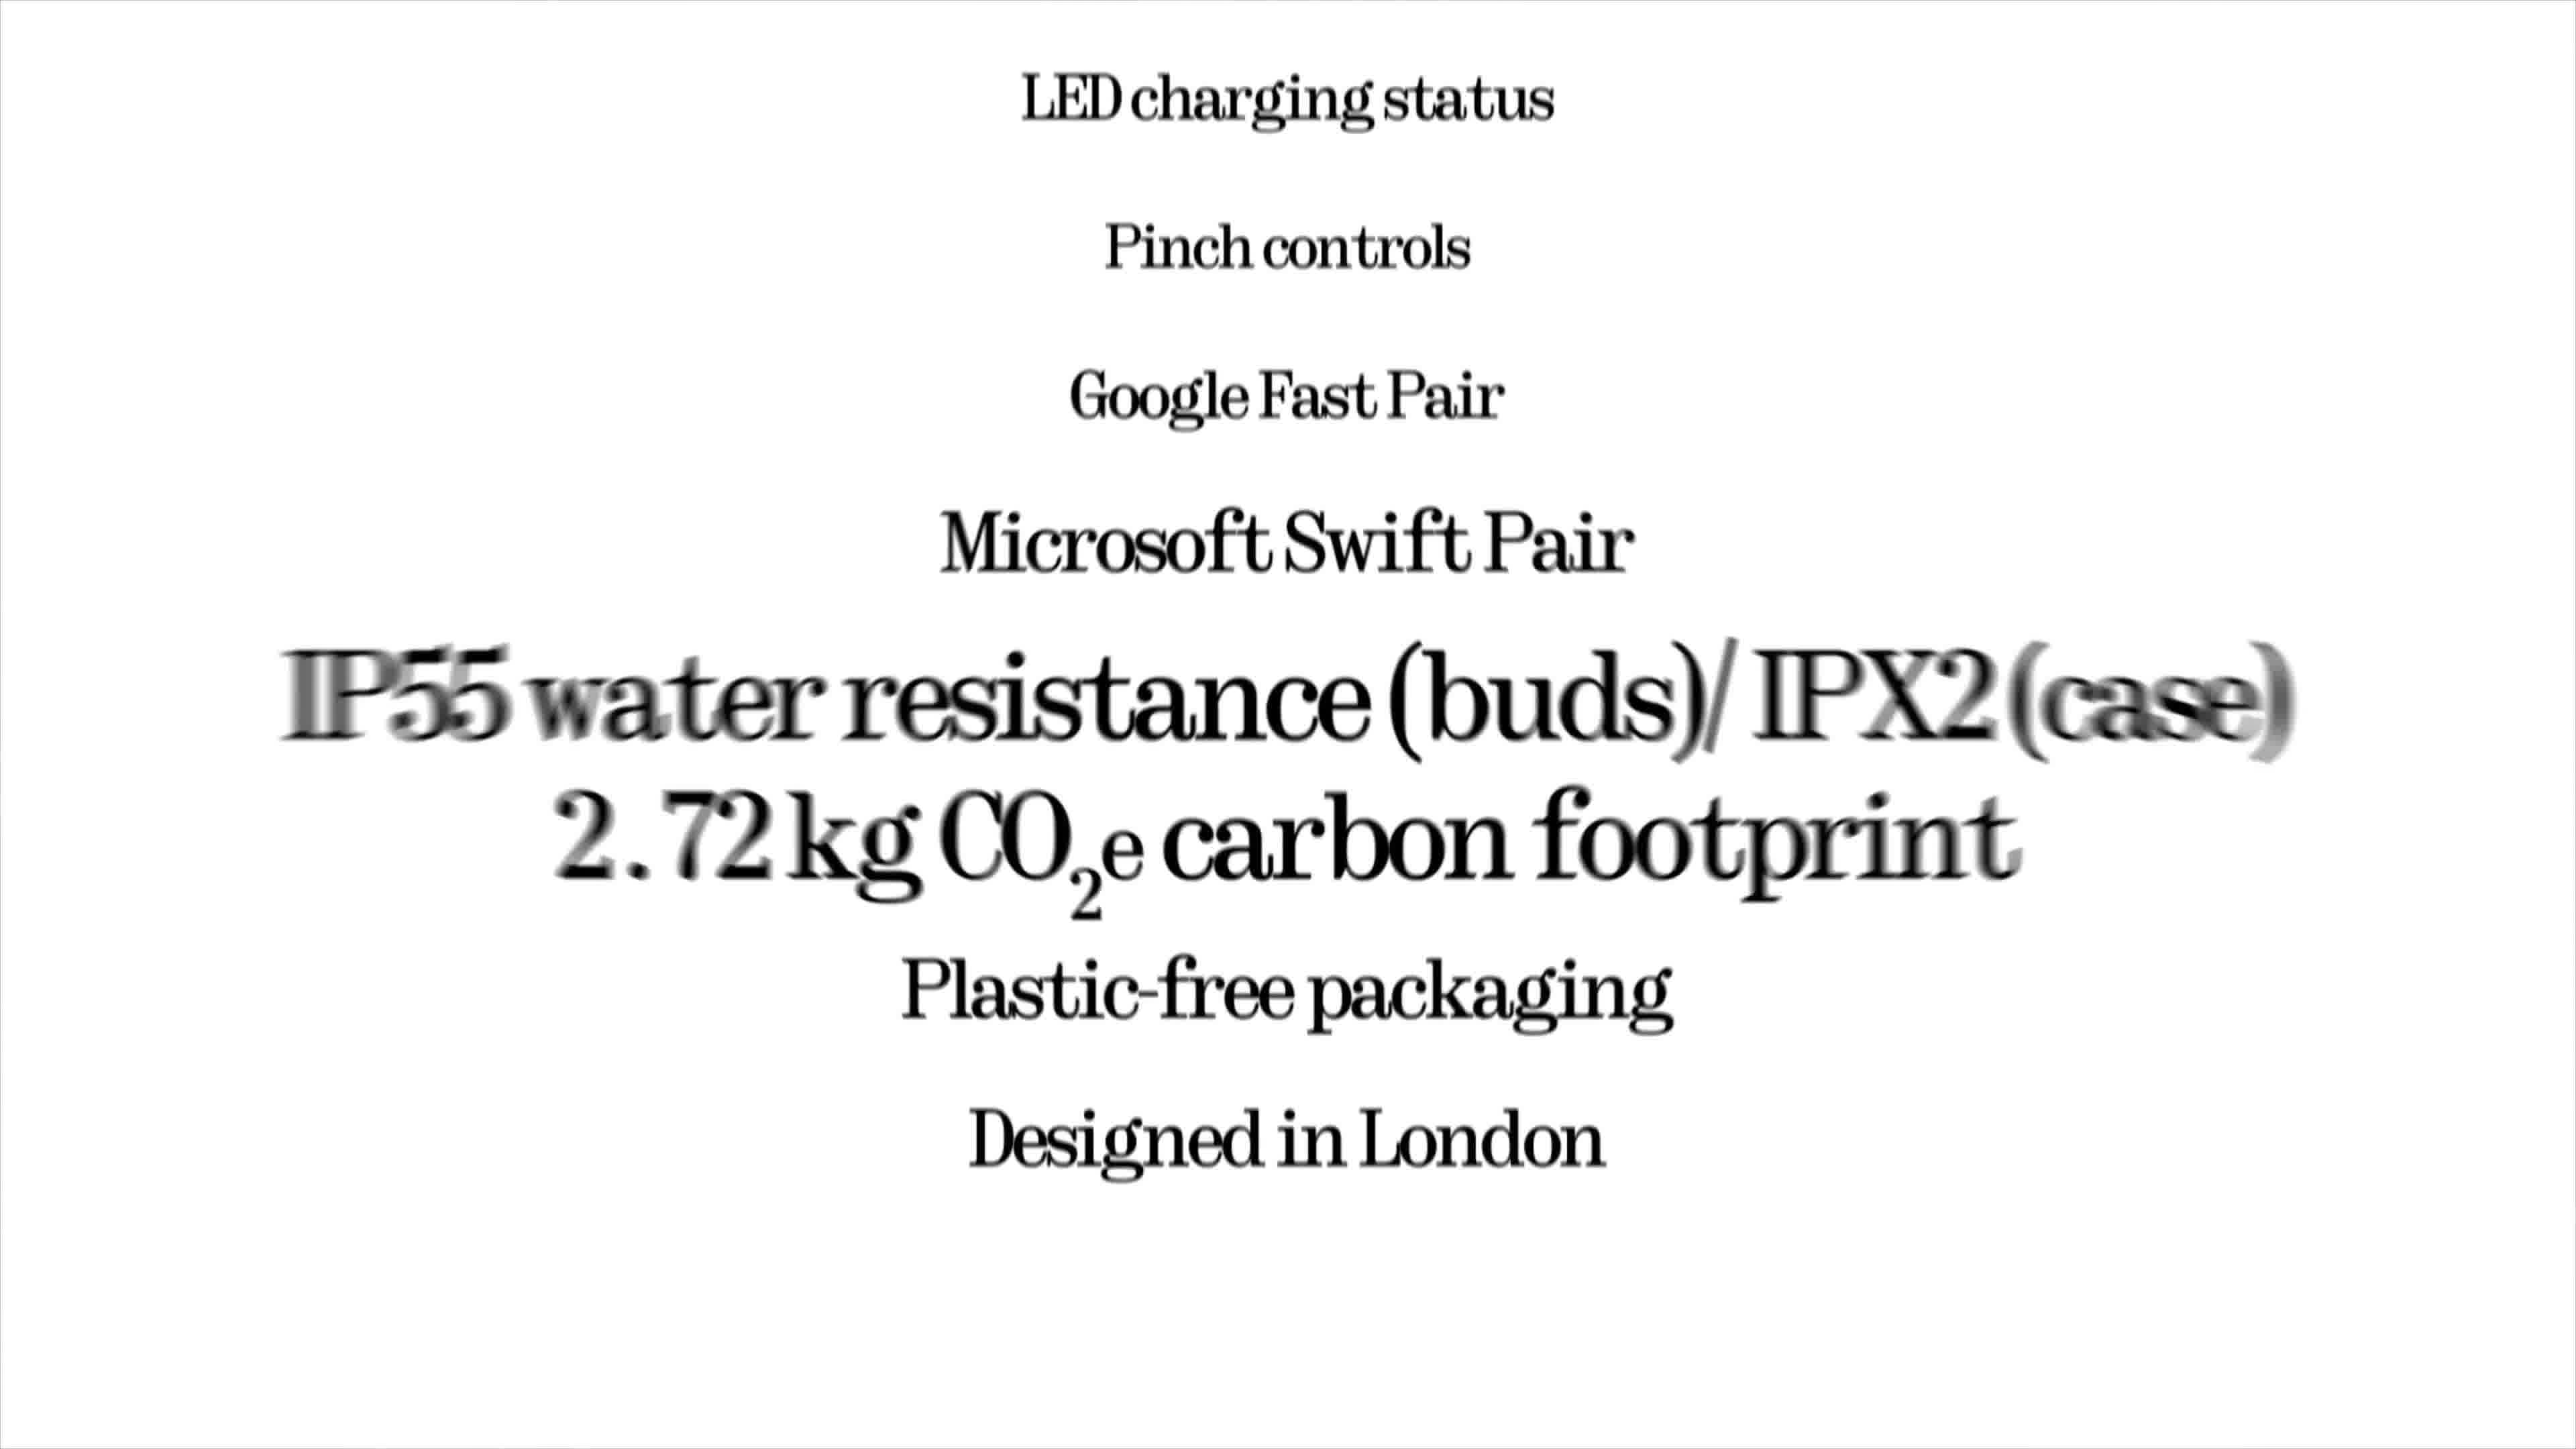 LED charging status
Pinch controls
Google Fast Pair
Microsoft Swift Pair
IP55 water resistance (buds)/ IPX2 (case)
2.72 kg CO₂e carbon footprint
Plastic-free packaging
Designed in London